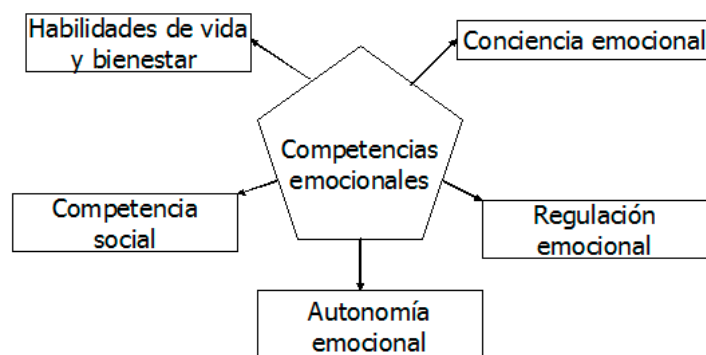 Habilidades de vida
y bienestar
Conciencia emocional
Competencias
emocionales
Competencia
social
Regulación
emocional
Autonomía
emocional